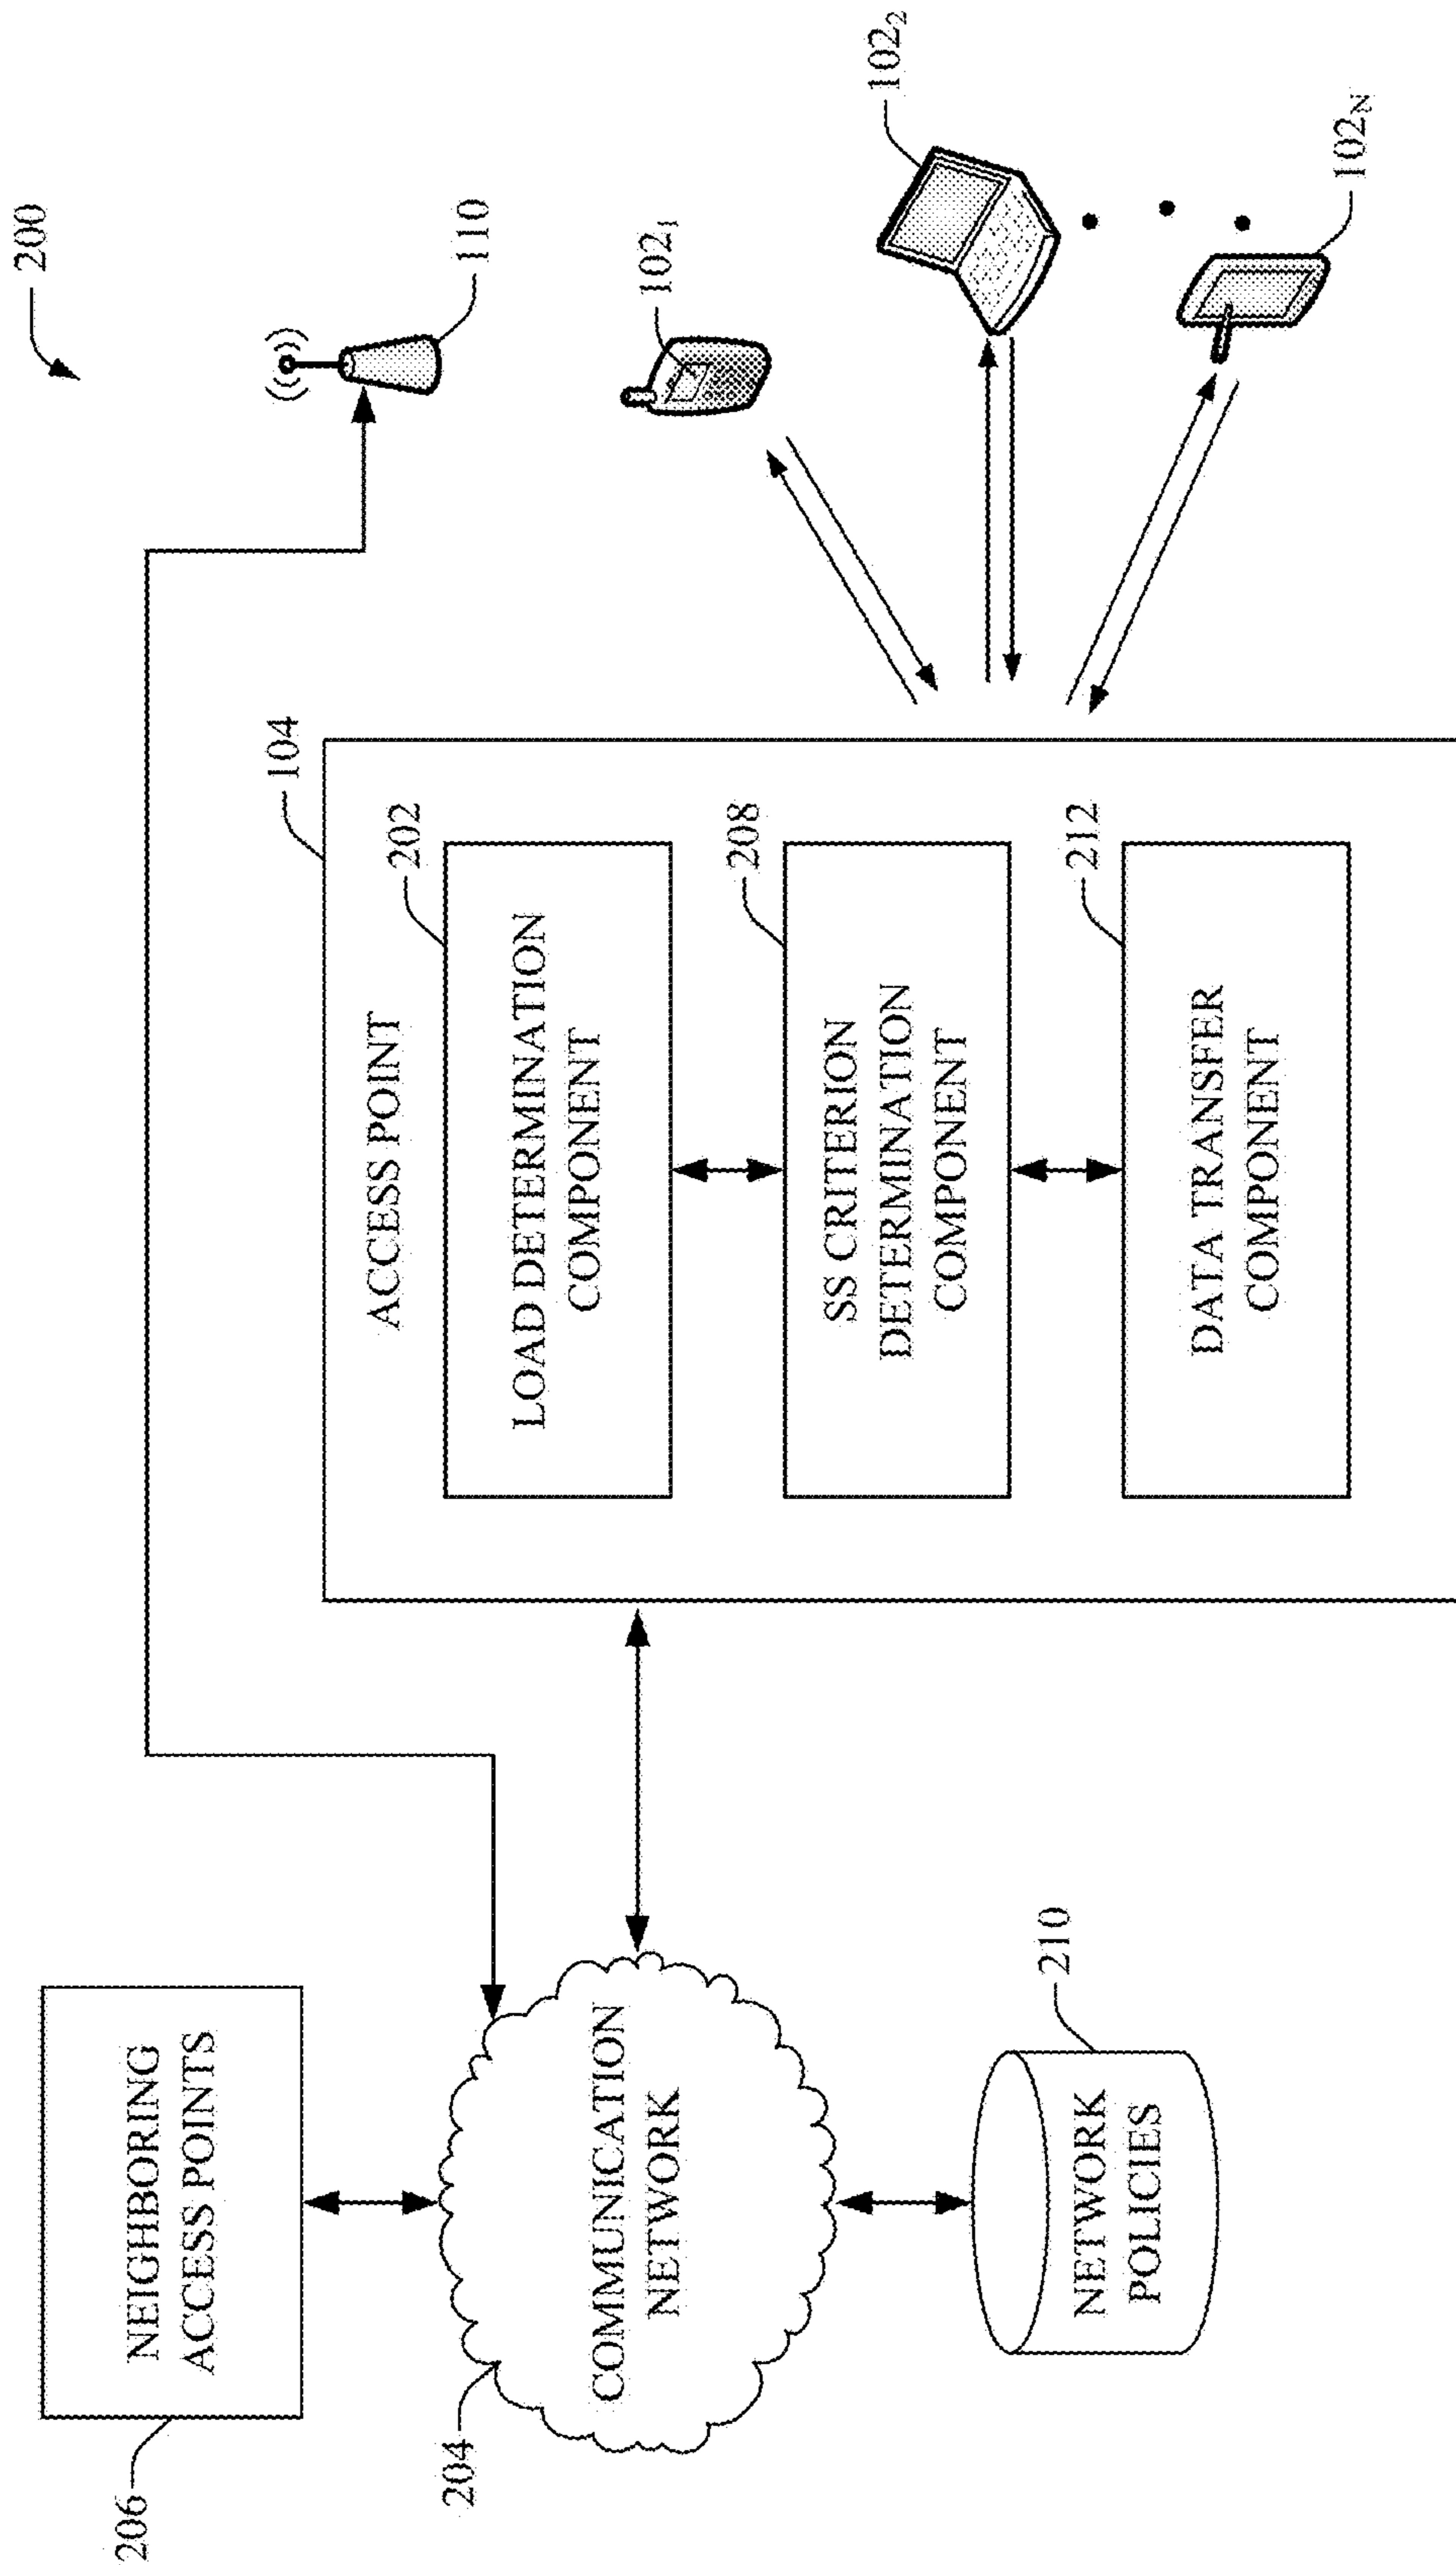 200
206
NEIGHBORING
ACCESS POINTS
110
104
ACCESS POINT
202
LOAD DETERMINATION
COMPONENT
102₁
204
COMMUNICATION
NETWORK
208
SS CRITERION
DETERMINATION
COMPONENT
102₂
210
NETWORK
POLICIES
212
DATA TRANSFER
COMPONENT
102N